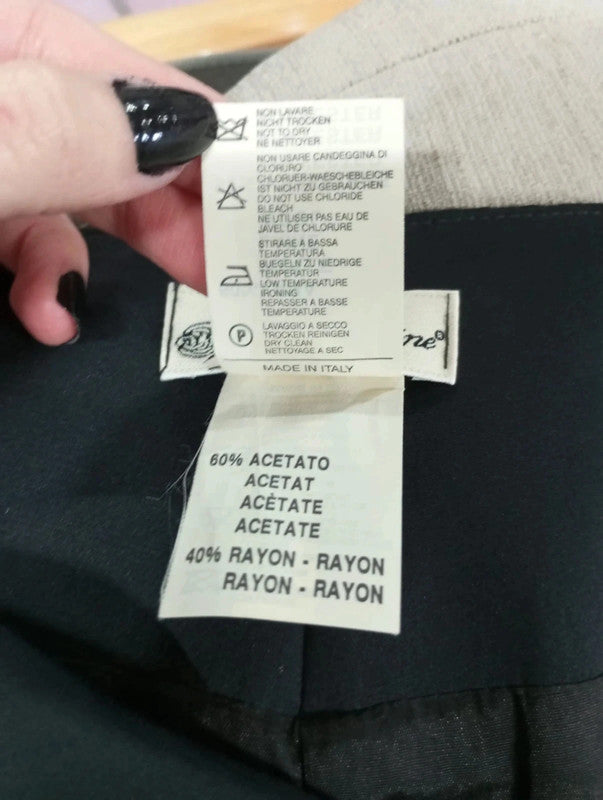 NON LAVARE
NICHT TROCKEN
NOT TO DRY
NE NETTOYER
NON USARE CANDEGGINA DI
CLORURO
CHLORUER-WAESCHEBLEICHE
IST NICHT ZU GEBRAUCHEN
DO NOT USE CHLORIDE
BLEACH
NE UTILISER PAS EAU DE
JAVEL DE CHLORURE
STIRARE A BASSA
TEMPERATURA
BUEGELN ZU NIEDRIGE
TEMPERATUR
LOW TEMPERATURE
IRONING
REPASSER A BASSE
TEMPERATURE
P
LAVAGGIO A SECCO
TROCKEN REINIGEN
DRY CLEAN
NETTOYAGE A SEC
MADE IN ITALY
60% ACETATO
ACETAT
ACÈTATE
ACETATE
40% RAYON - RAYON
RAYON - RAYON